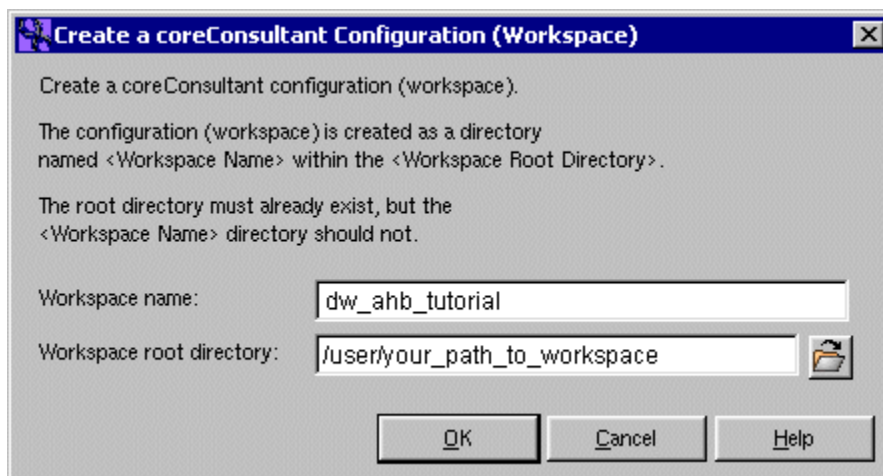 Create a coreConsultant Configuration (Workspace)
Create a coreConsultant configuration (workspace).
The configuration (workspace) is created as a directory
named <Workspace Name> within the <Workspace Root Directory>.
The root directory must already exist, but the
<Workspace Name> directory should not.
Workspace name: dw_ahb_tutorial
Workspace root directory: /user/your_path_to_workspace
OK Cancel Help